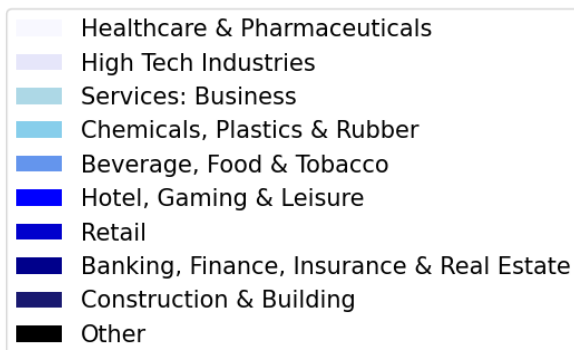 Healthcare & Pharmaceuticals
High Tech Industries
Services: Business
Chemicals, Plastics & Rubber
Beverage, Food & Tobacco
Hotel, Gaming & Leisure
Retail
Banking, Finance, Insurance & Real Estate
Construction & Building
Other